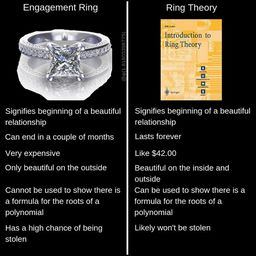 Engagement Ring
Ring Theory
Introduction to
Ring Theory
Springer
Signifies beginning of a beautiful
relationship
Signifies beginning of a beautiful
relationship
Can end in a couple of months
Lasts forever
Very expensive
Like $42.00
Only beautiful on the outside
Beautiful on the inside and
outside
Cannot be used to show there is
a formula for the roots of a
polynomial
Can be used to show there is a
formula for the roots of a
polynomial
Has a high chance of being
stolen
Likely won't be stolen